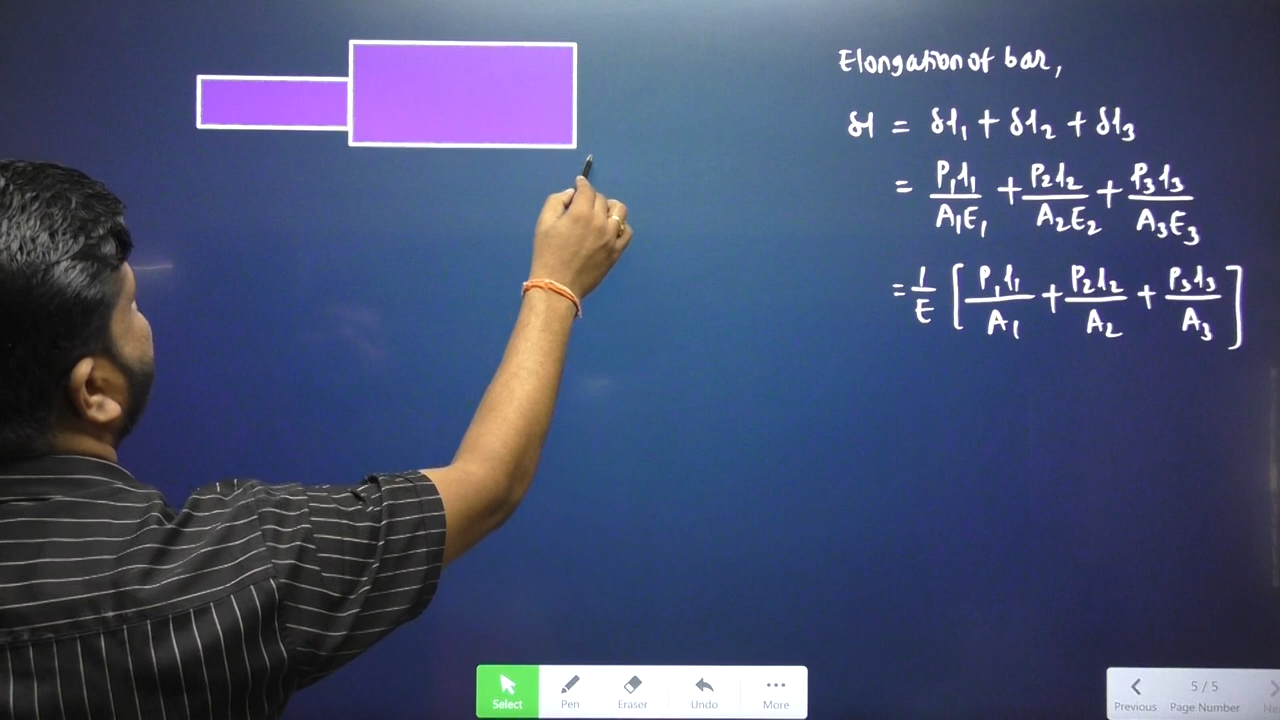 Elongation of bar,
δl = δl₁ + δl₂ + δl₃
= P₁l₁/A₁E₁ + P₂l₂/A₂E₂ + P₃l₃/A₃E₃
= 1/E [ P₁l₁/A₁ + P₂l₂/A₂ + P₃l₃/A₃ ]
Select Pen Eraser Undo More
5 / 5
Previous Page Number